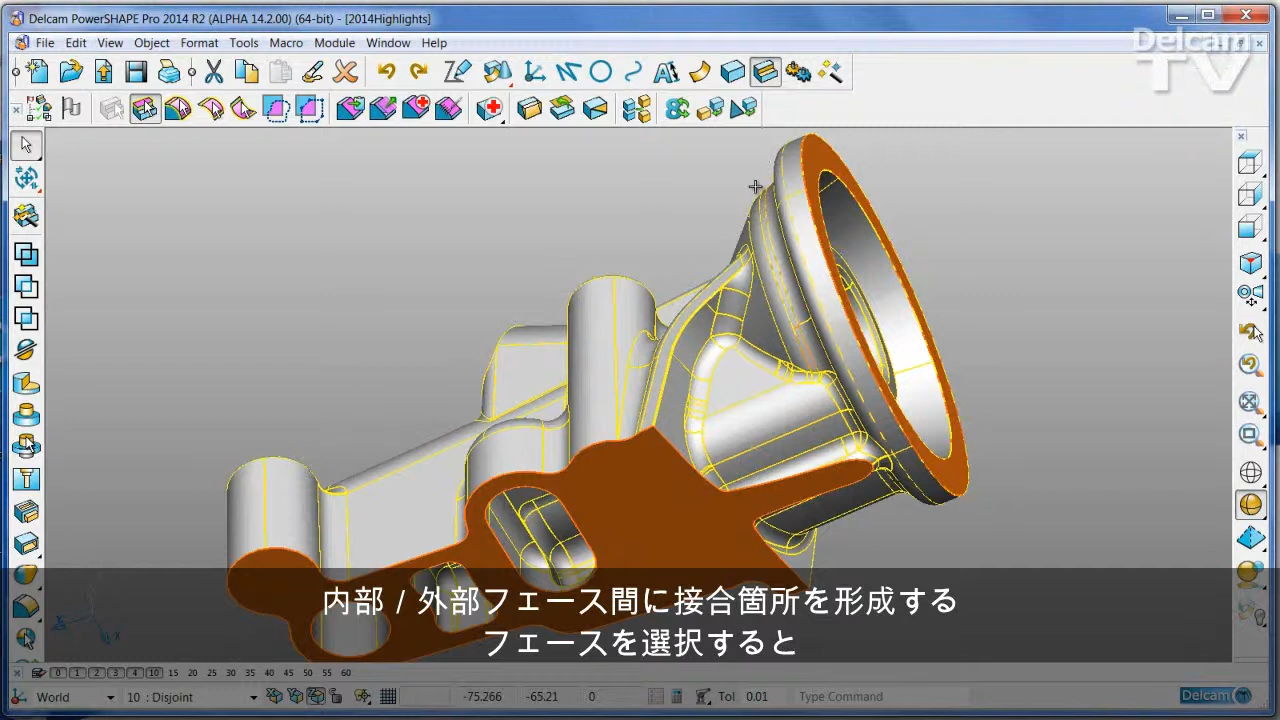 Delcam PowerSHAPE Pro 2014 R2 (ALPHA 14.2.00) (64-bit) - [2014Highlights]
File Edit View Object Format Tools Macro Module Window Help
Delcam
TV
内部 / 外部フェース間に接合箇所を形成する
フェースを選択すると
0 1 2 3 4 10 15 20 25 30 35 40 45 50 55 60
World 10 : Disjoint -75.266 -65.21 0 Tol 0.01 Type Command Delcam